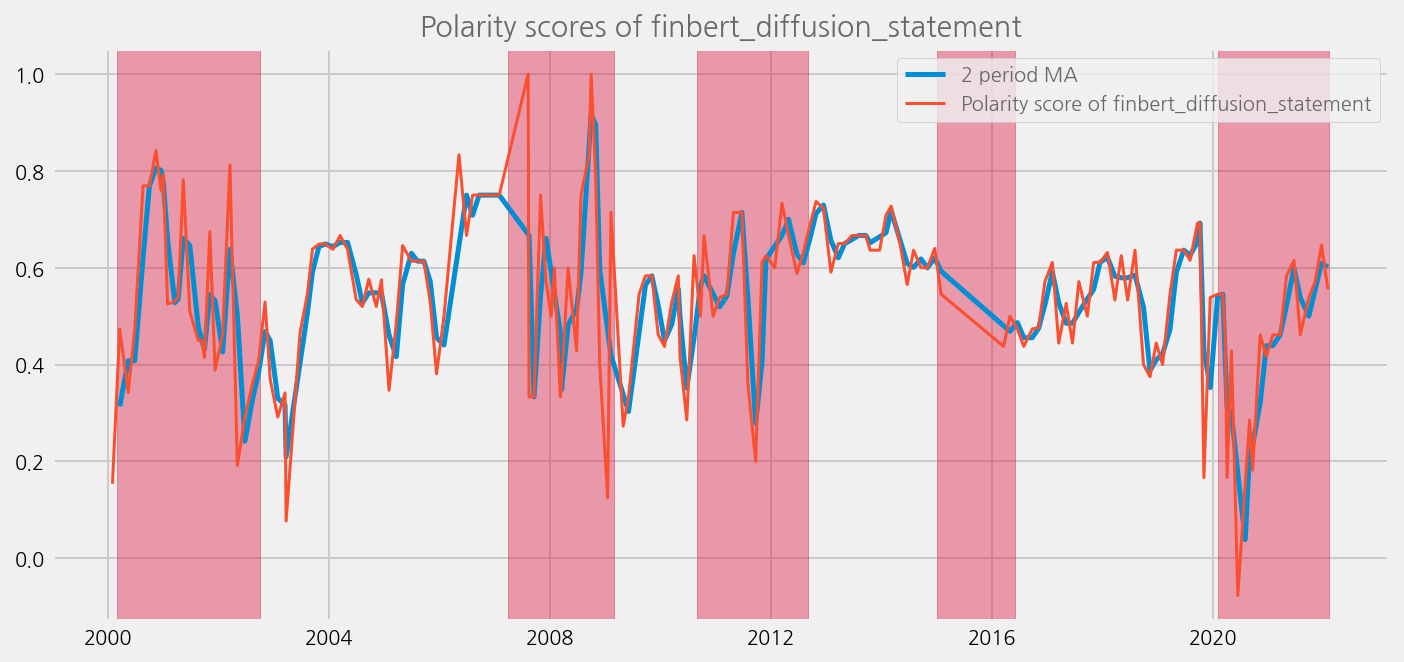 Polarity scores of finbert_diffusion_statement
1.0
0.8
0.6
0.4
0.2
0.0
2 period MA
Polarity score of finbert_diffusion_statement
2000 2004 2008 2012 2016 2020